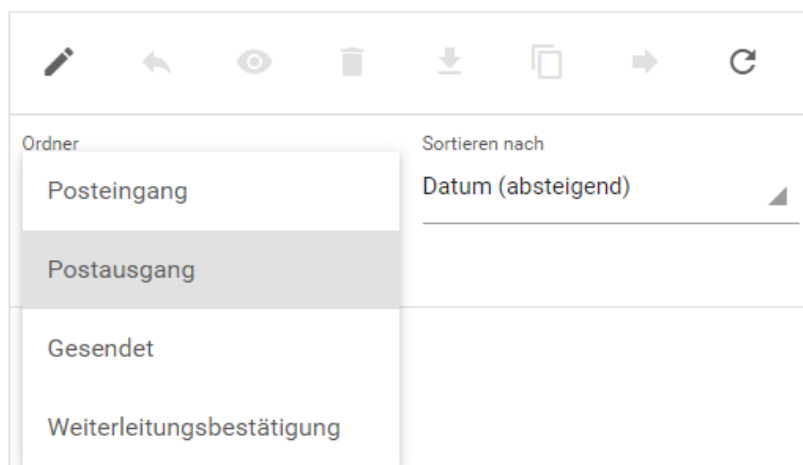 Ordner
Sortieren nach
Posteingang
Datum (absteigend)
Postausgang
Gesendet
Weiterleitungsbestätigung